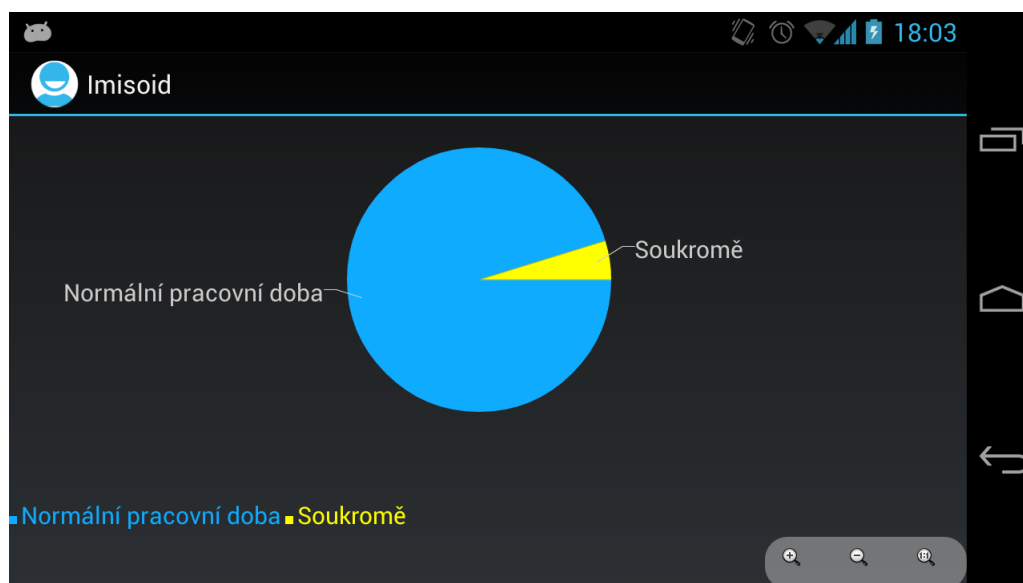 18:03
Imisoid
Soukromě
Normální pracovní doba
Normální pracovní doba Soukromě